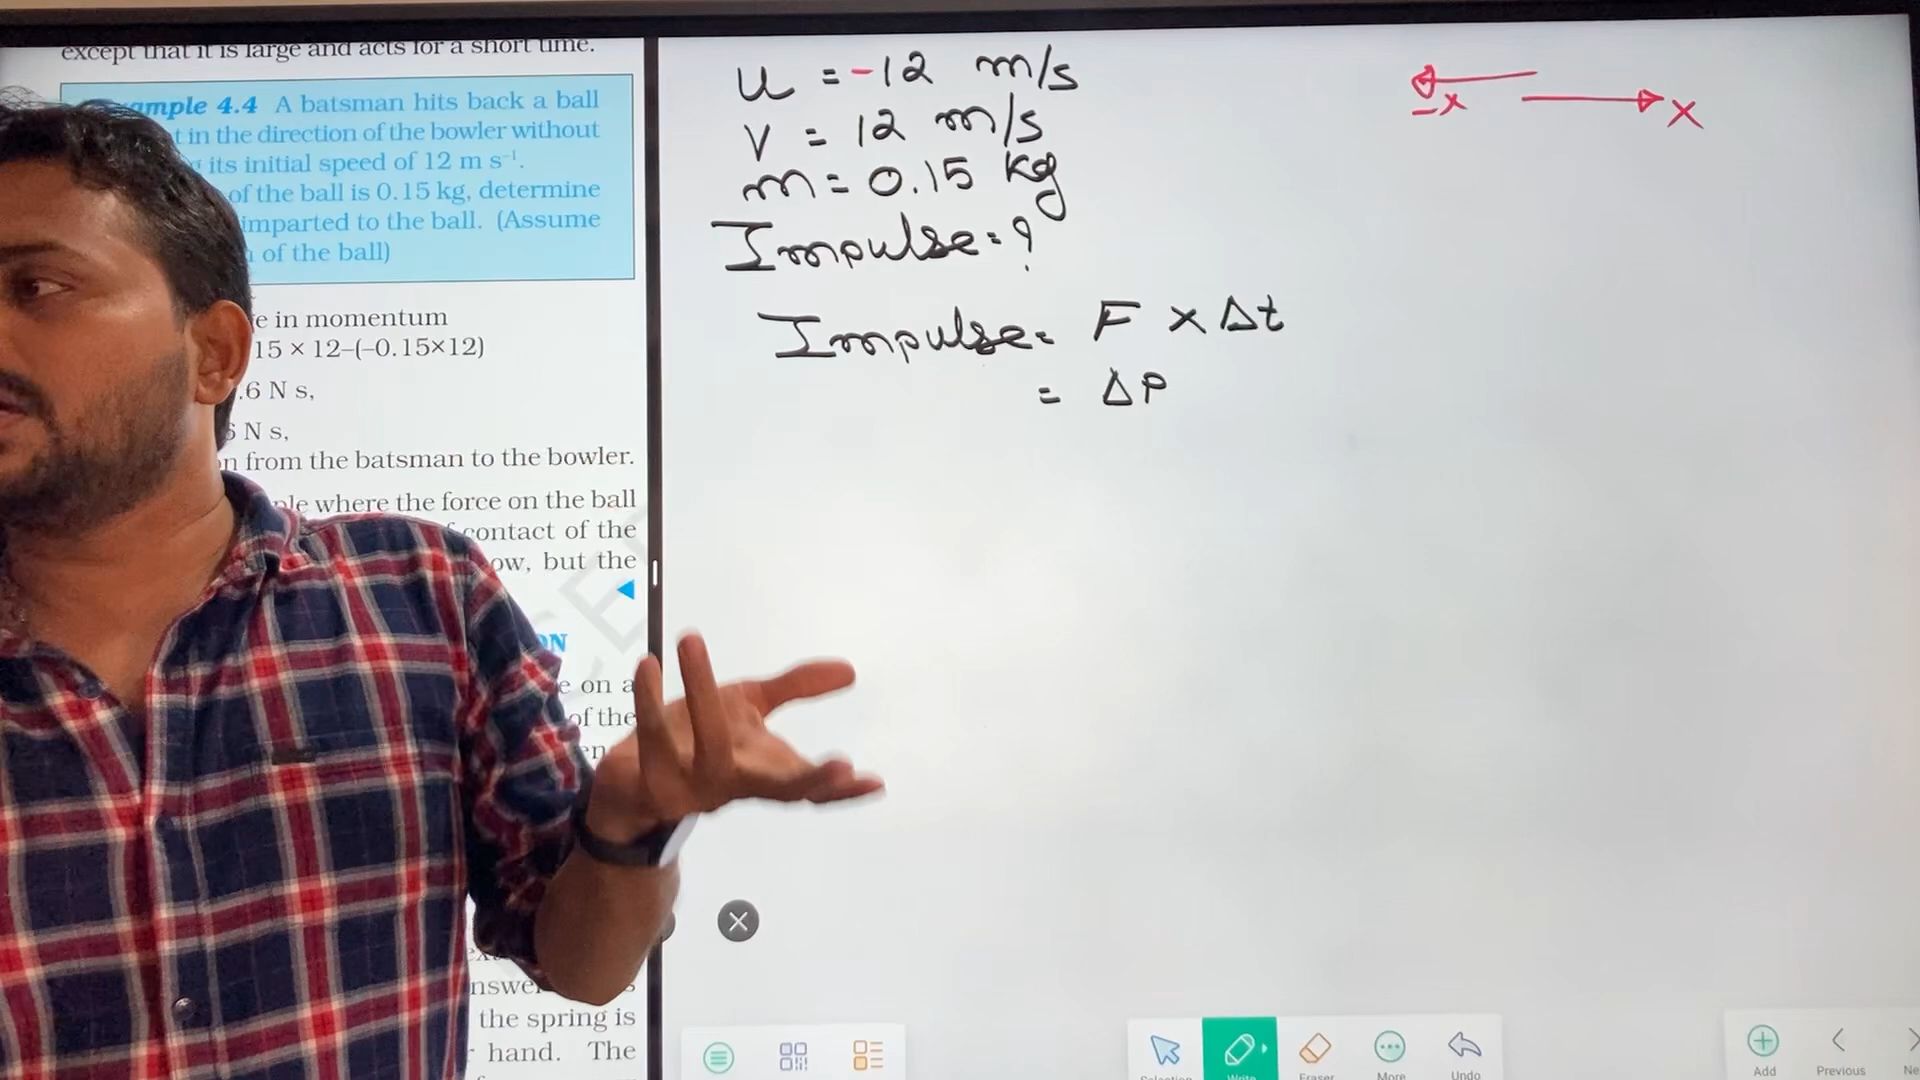 except that it is large and acts for a short time.
ample 4.4 A batsman hits back a ball
t in the direction of the bowler without
its initial speed of 12 m s⁻¹.
of the ball is 0.15 kg, determine
imparted to the ball. (Assume
of the ball)
e in momentum
15 × 12–(–0.15×12)
.6 N s,
6 N s,
n from the batsman to the bowler.
ple where the force on the ball
f contact of the
ow, but the
ON
e on a
of the
en
nswe
the spring is
hand. The
u = -12 m/s
v = 12 m/s
m = 0.15 kg
Impulse = ?
Impulse = F × Δt
= ΔP
-x
x
Selection
Write
Eraser
More
Undo
Add
Previous
Ne